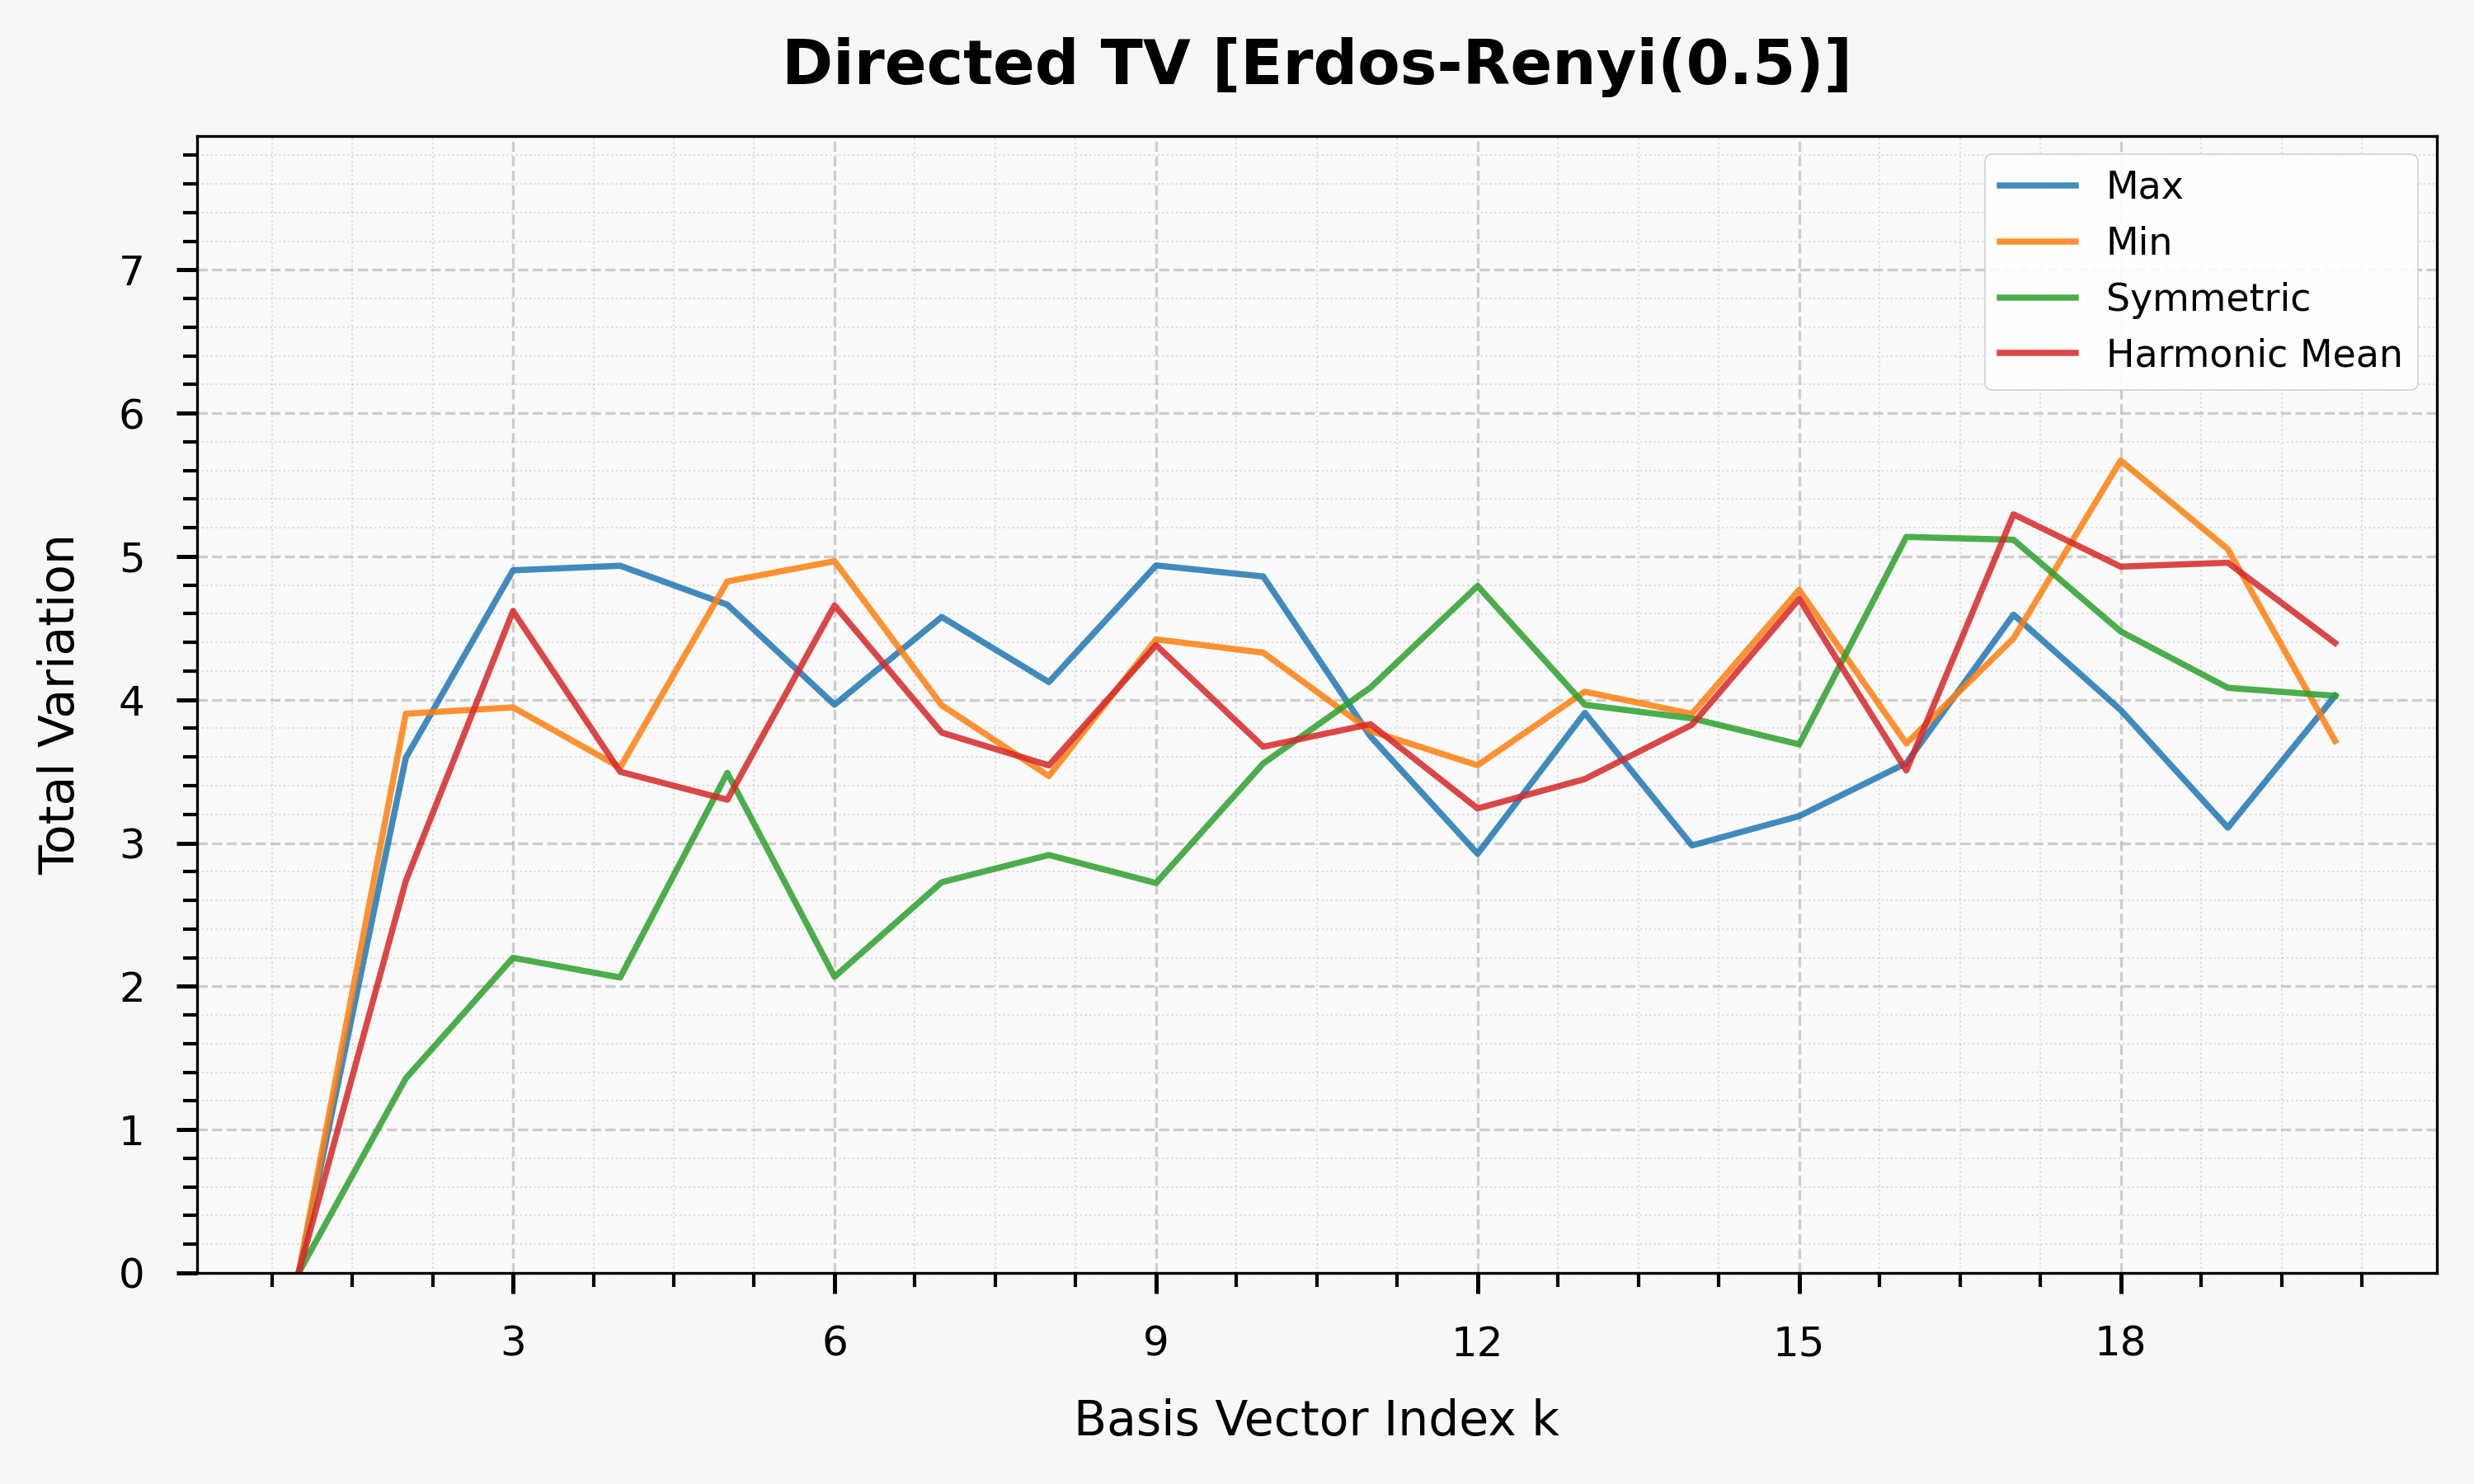 Directed TV [Erdos-Renyi(0.5)]
Max
Min
Symmetric
Harmonic Mean
Total Variation
7
6
5
4
3
2
1
0
3 6 9 12 15 18
Basis Vector Index k